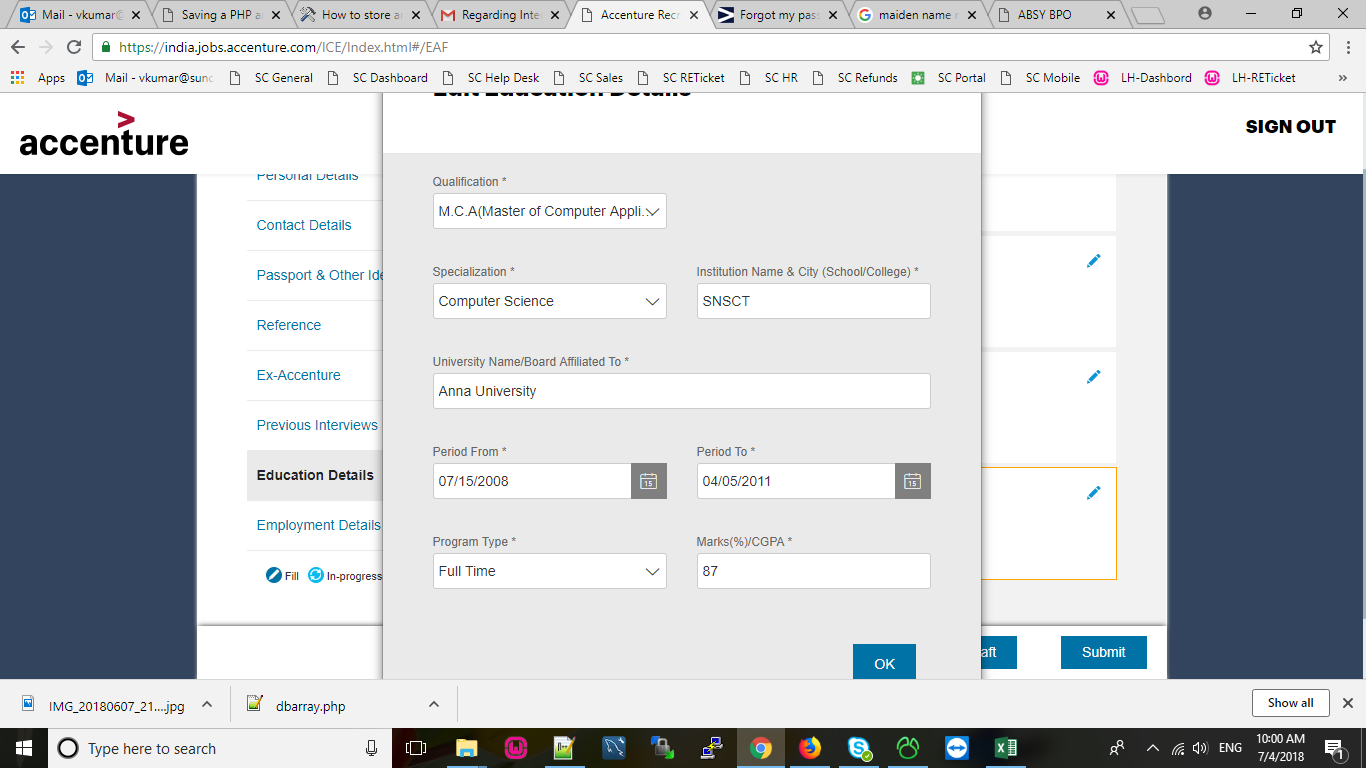 Mail - vkumar@
Saving a PHP a
How to store a
Regarding Inte
Accenture Recr
Forgot my pas
maiden name
ABSY BPO
https://india.jobs.accenture.com/ICE/Index.html#/EAF
Apps
Mail - vkumar@sund
SC General
SC Dashboard
SC Help Desk
SC Sales
SC RETicket
SC HR
SC Refunds
SC Portal
SC Mobile
LH-Dashbord
LH-RETicket
»
Edit Education Details
accenture
SIGN OUT
Personal Details
Contact Details
Passport & Other Ide
Reference
Ex-Accenture
Previous Interviews
Education Details
Employment Details
Fill
In-progress
Qualification *
M.C.A(Master of Computer Appli..
Specialization *
Institution Name & City (School/College) *
Computer Science
SNSCT
University Name/Board Affiliated To *
Anna University
Period From *
Period To *
07/15/2008
15
04/05/2011
15
Program Type *
Marks(%)/CGPA *
Full Time
87
OK
aft
Submit
IMG_20180607_21....jpg
dbarray.php
Show all
Type here to search
ENG
10:00 AM
7/4/2018
1